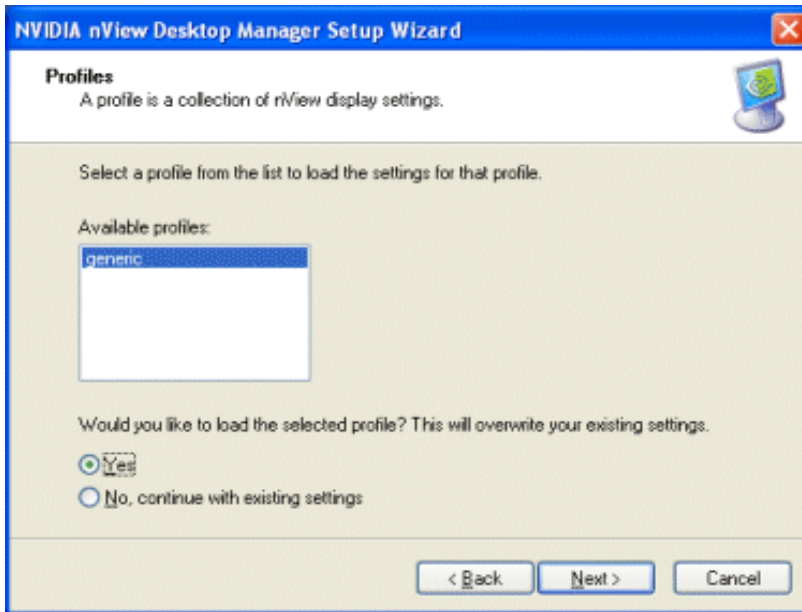 NVIDIA nView Desktop Manager Setup Wizard
Profiles
A profile is a collection of nView display settings.
Select a profile from the list to load the settings for that profile.
Available profiles:
generic
Would you like to load the selected profile? This will overwrite your existing settings.
Yes
No, continue with existing settings
< Back Next > Cancel